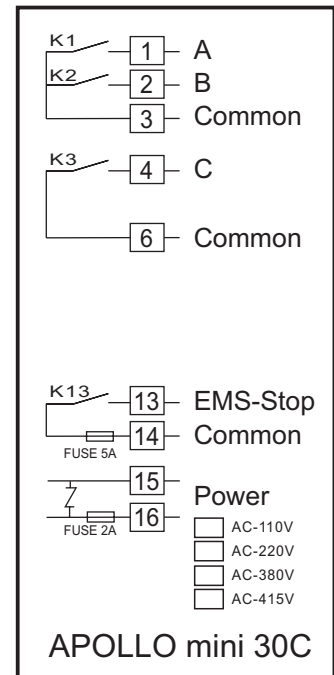 K1 1 A
K2 2 B
3 Common
K3 4 C
6 Common
K13 13 EMS-Stop
14 Common
FUSE 5A
15
Power
16
FUSE 2A
AC-110V
AC-220V
AC-380V
AC-415V
APOLLO mini 30C